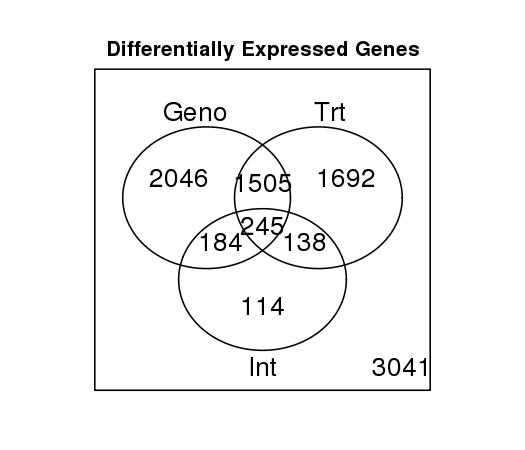 Differentially Expressed Genes
Geno Trt
2046 1505 1692
245
184 138
114
Int 3041